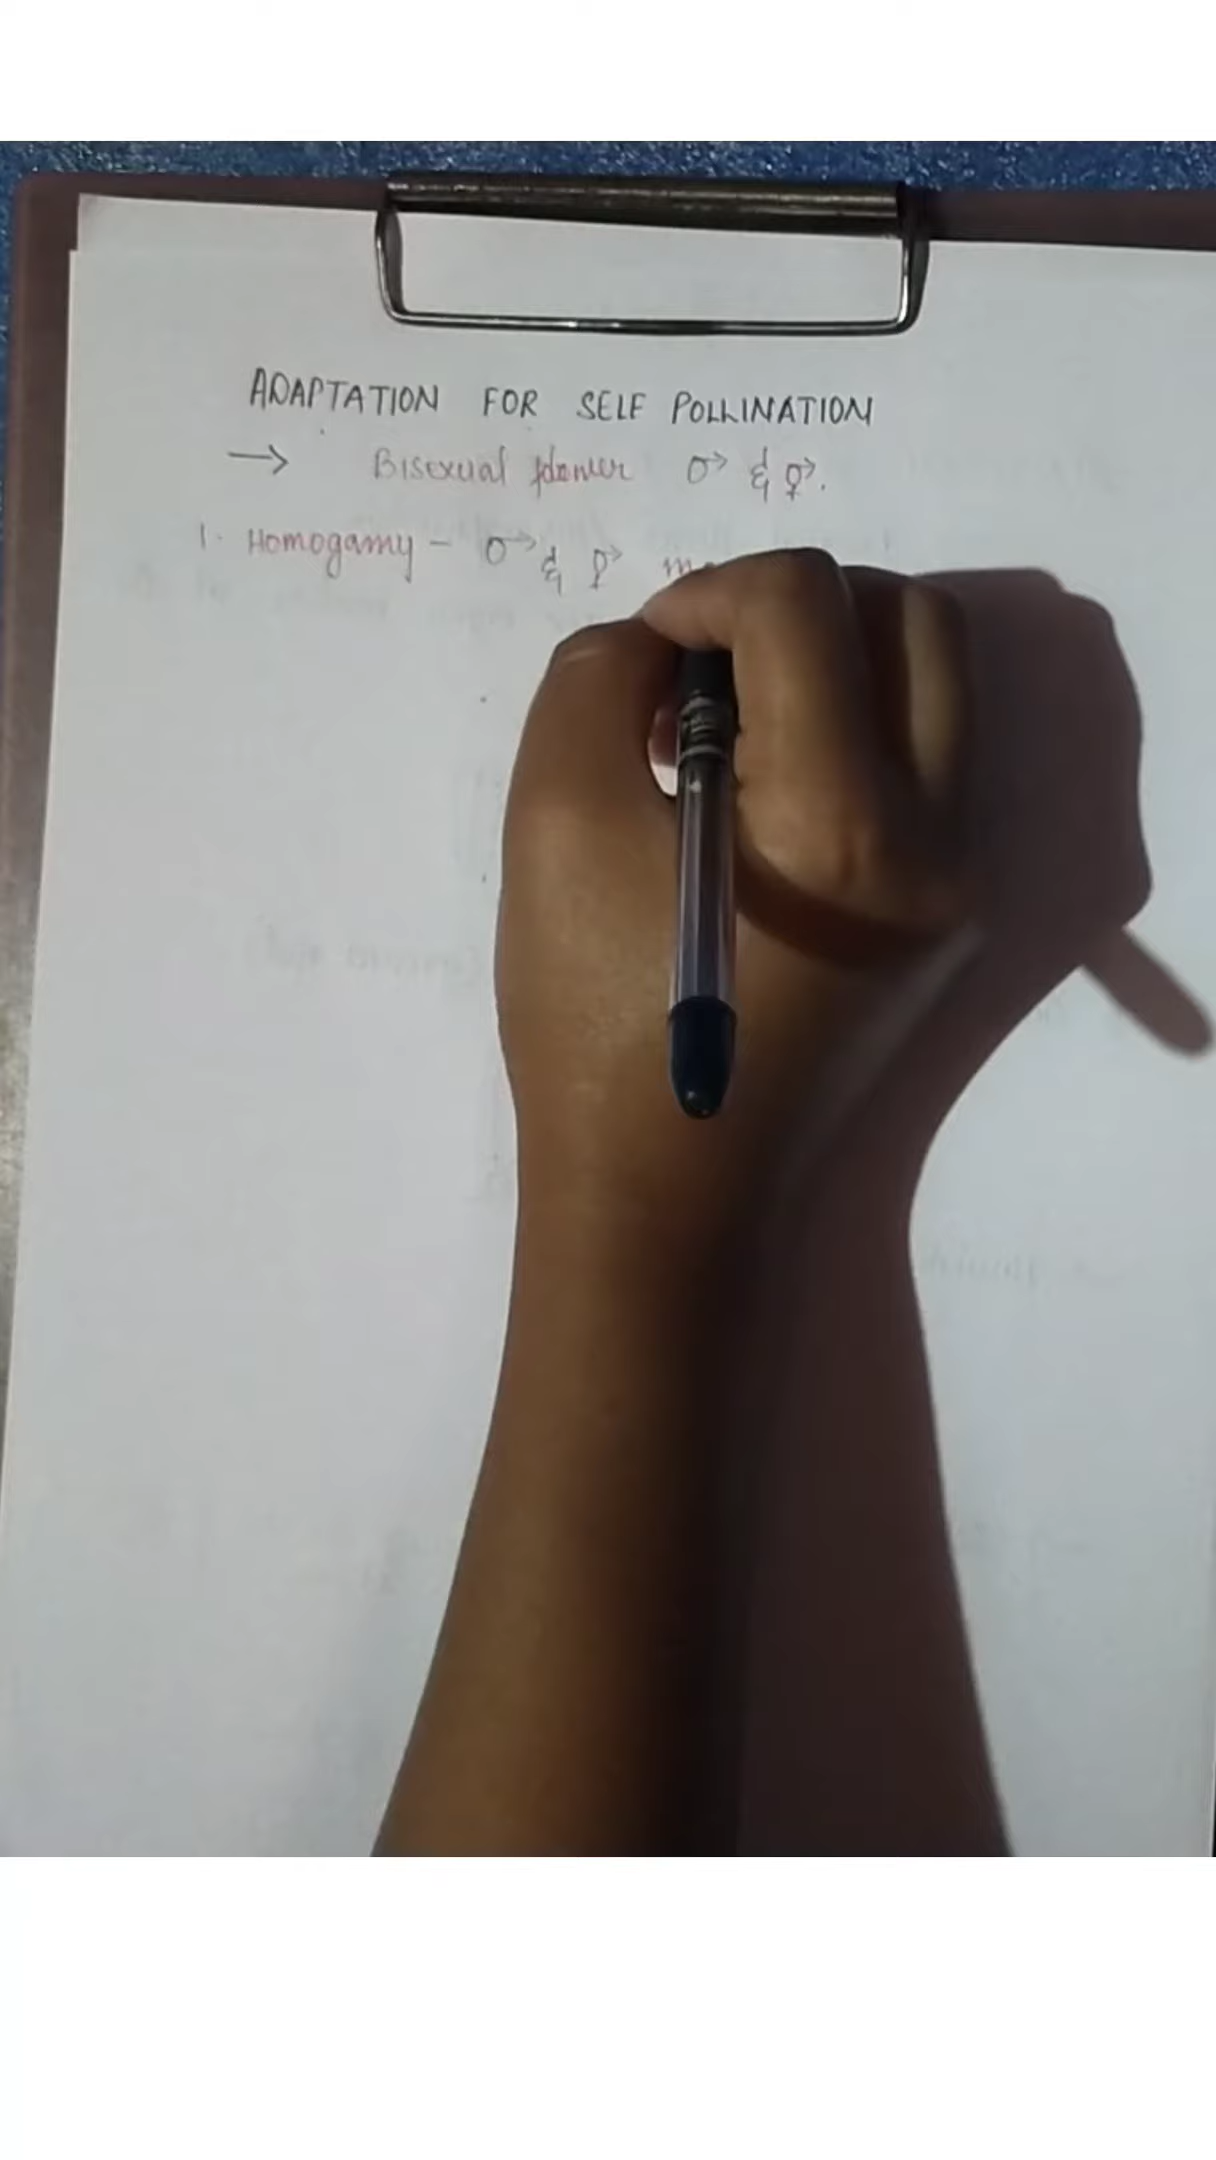 ADAPTATION FOR SELF POLLINATION
→ Bisexual flower ♂ & ♀.
1. Homogamy - ♂ & ♀